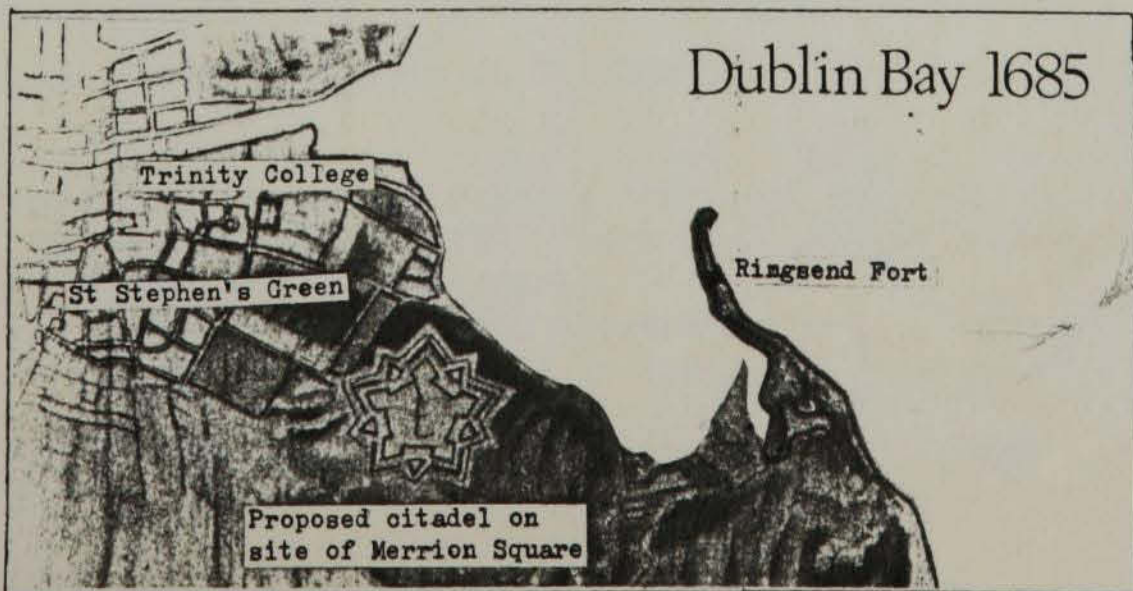 Dublin Bay 1685
Trinity College
Ringsend Fort
St Stephen's Green
Proposed citadel on
site of Merrion Square